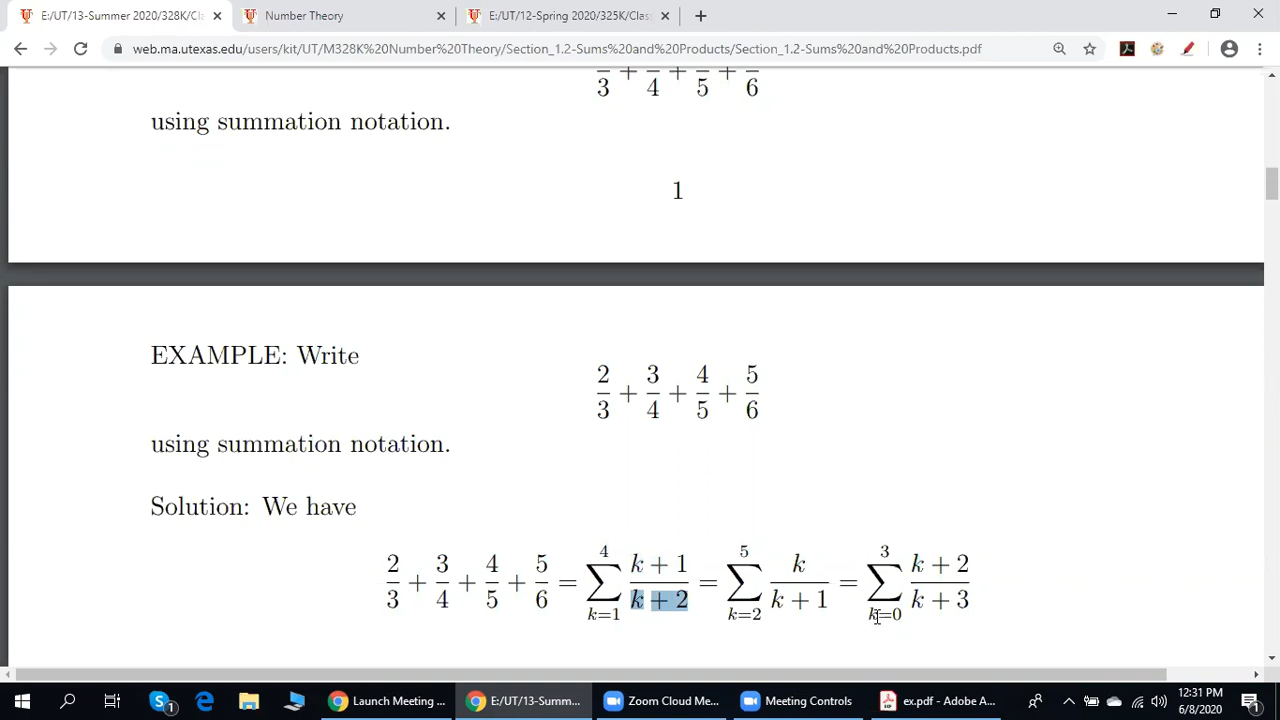 E:/UT/13-Summer 2020/328K/Cla
Number Theory
E:/UT/12-Spring 2020/325K/Class
web.ma.utexas.edu/users/kit/UT/M328K%20Number%20Theory/Section_1.2-Sums%20and%20Products/Section_1.2-Sums%20and%20Products.pdf
3 + 4 + 5 + 6
using summation notation.
1
EXAMPLE: Write
2/3 + 3/4 + 4/5 + 5/6
using summation notation.
Solution: We have
2/3 + 3/4 + 4/5 + 5/6 = ∑_{k=1}^{4} (k + 1)/(k + 2) = ∑_{k=2}^{5} k/(k + 1) = ∑_{k=0}^{3} (k + 2)/(k + 3)
1
Launch Meeting ...
E:/UT/13-Summ...
Zoom Cloud Me...
Meeting Controls
ex.pdf - Adobe A...
12:31 PM
6/8/2020
1